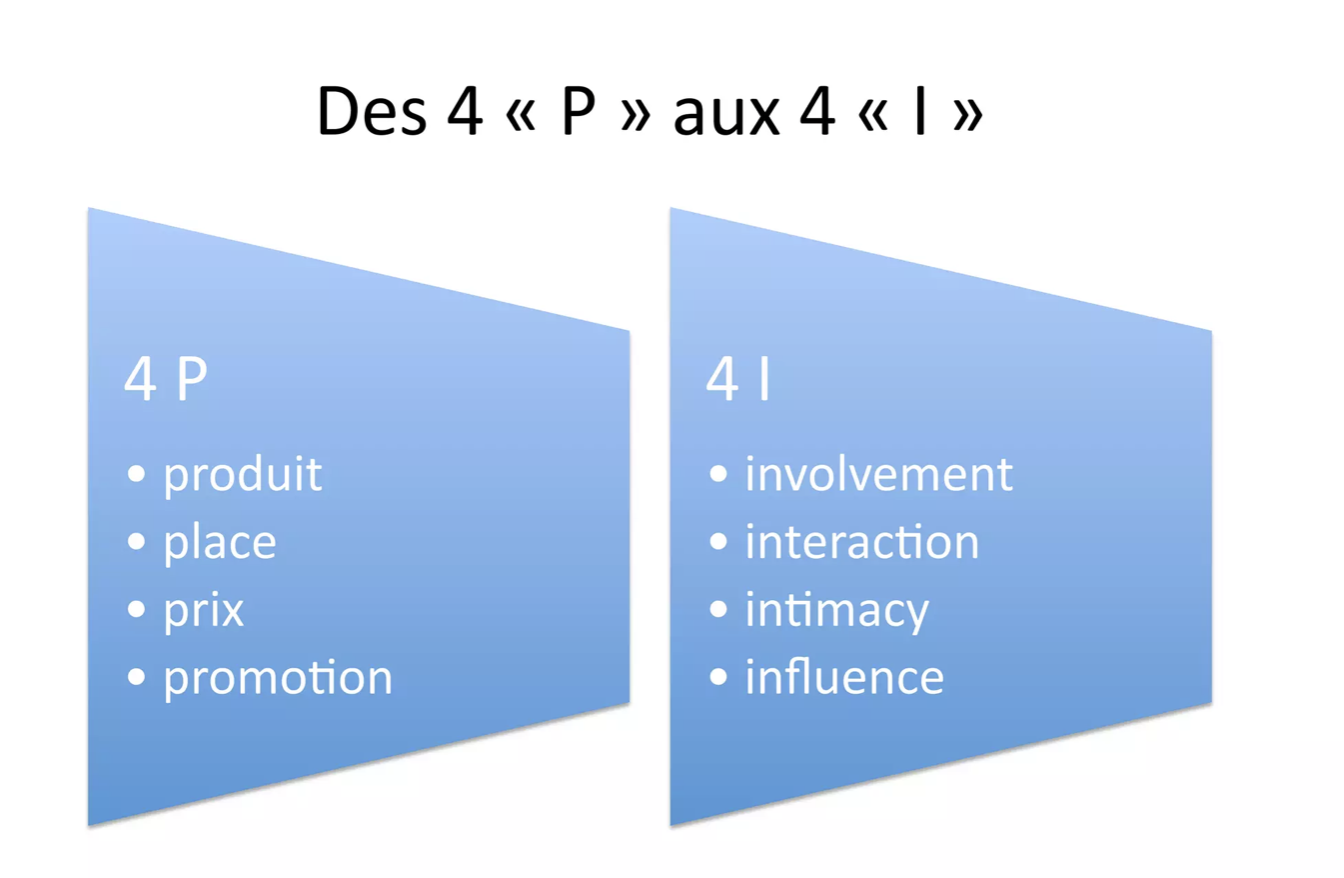 Des 4 « P » aux 4 « I »
4 P
• produit
• place
• prix
• promotion
4 I
• involvement
• interaction
• intimacy
• influence